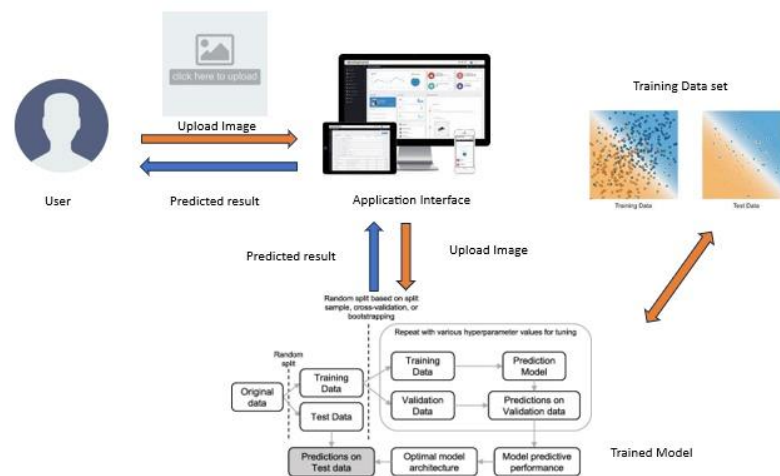 click here to upload
Upload Image
Predicted result
User
Application Interface
Training Data set
Training Data
Test Data
Predicted result
Upload Image
Random split based on split
sample, cross-validation, or
bootstrapping
Repeat with various hyperparameter values for tuning
Random
split
Original
data
Training
Data
Test Data
Training
Data
Prediction
Model
Validation
Data
Predictions on
Validation data
Predictions on
Test data
Optimal model
architecture
Model predictive
performance
Trained Model